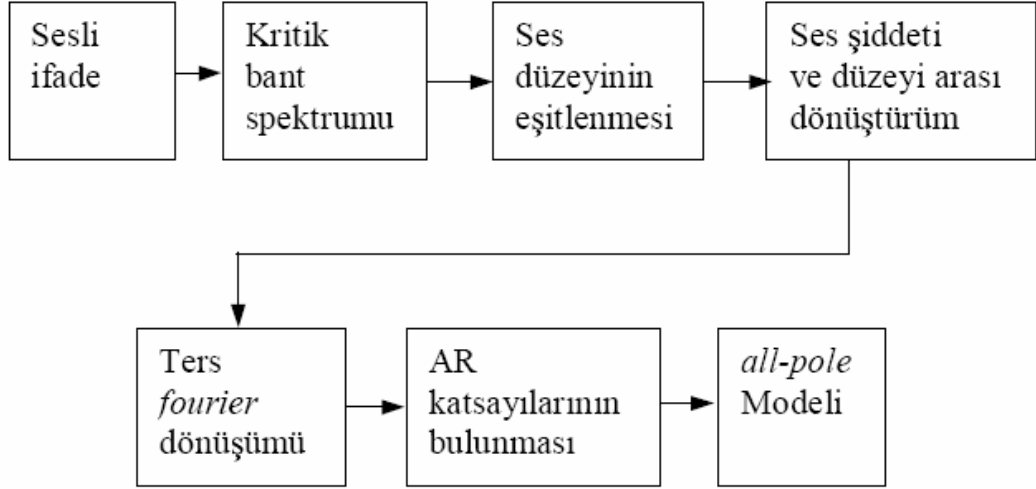 Sesli
ifade
Kritik
bant
spektrumu
Ses
düzeyinin
eşitlenmesi
Ses şiddeti
ve düzeyi arası
dönüştürüm
Ters
fourier
dönüşümü
AR
katsayılarının
bulunması
all-pole
Modeli